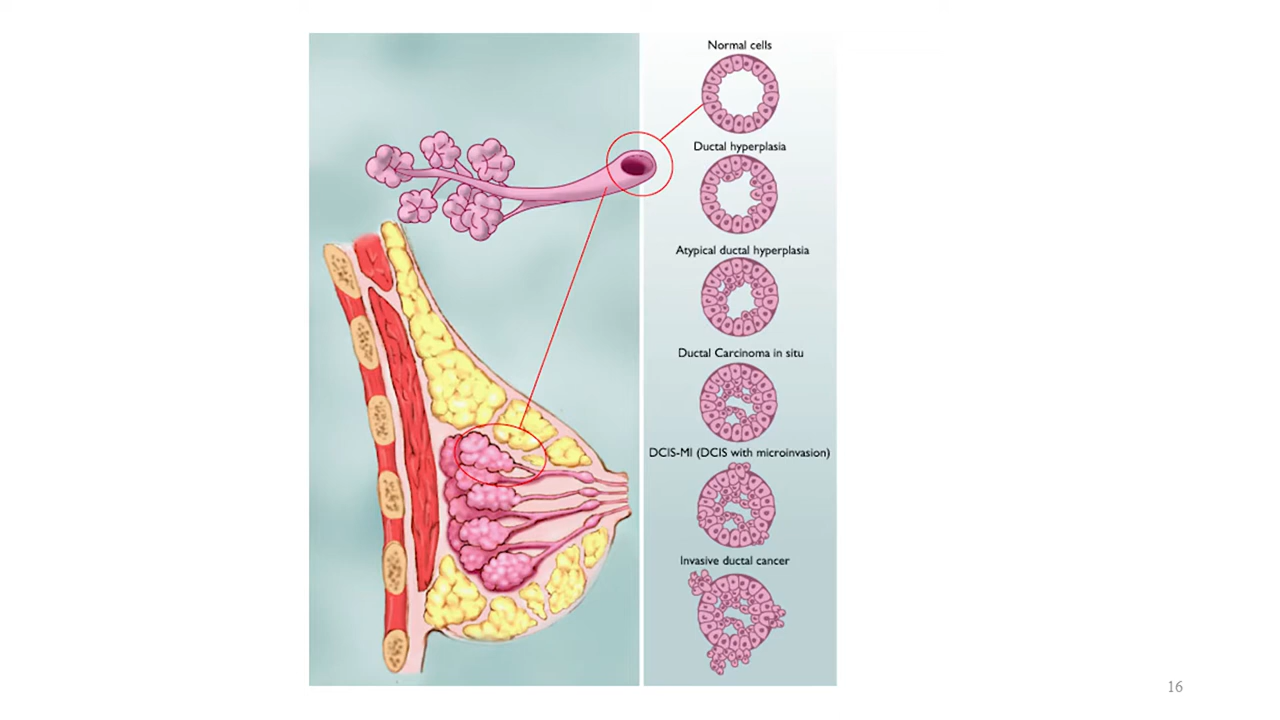 Normal cells
Ductal hyperplasia
Atypical ductal hyperplasia
Ductal Carcinoma in situ
DCIS-MI (DCIS with microinvasion)
Invasive ductal cancer
16